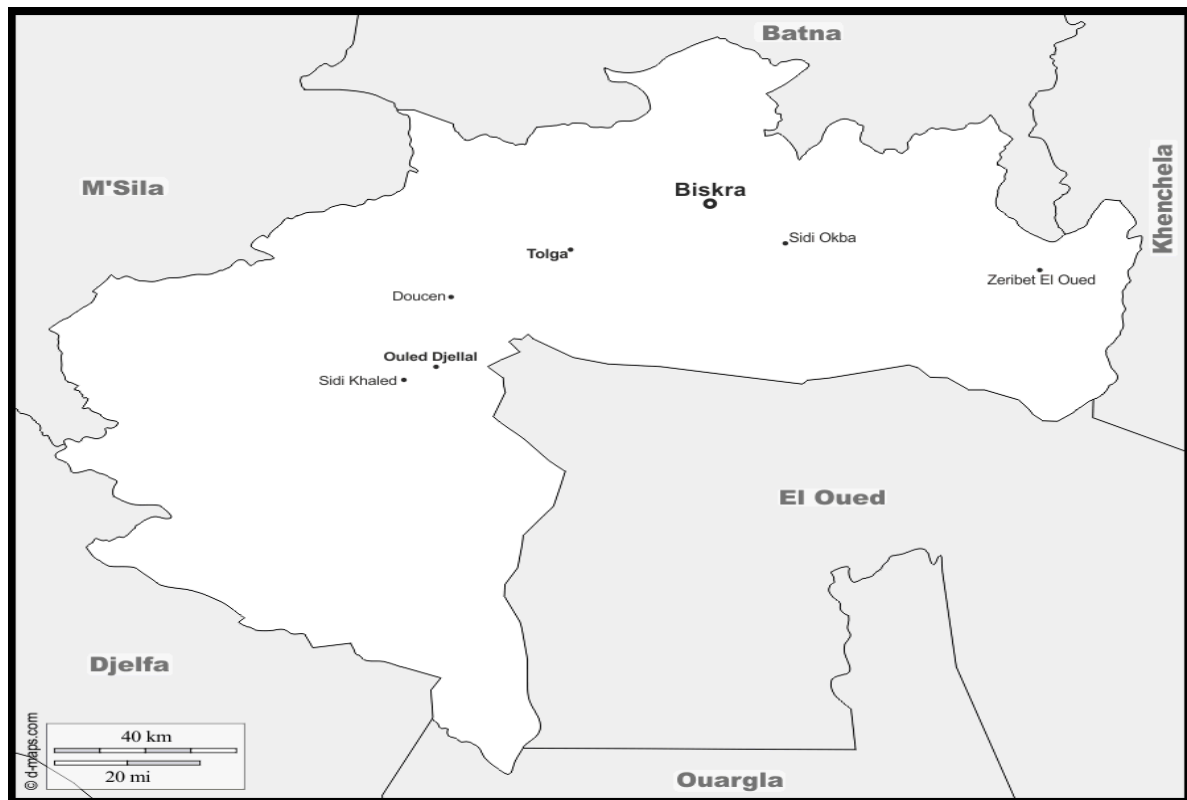 Batna
M'Sila
Khenchela
Biskra
Sidi Okba
Tolga
Zeribet El Oued
Doucen
Ouled Djellal
Sidi Khaled
El Oued
Djelfa
© d-maps.com
40 km
20 mi
Ouargla